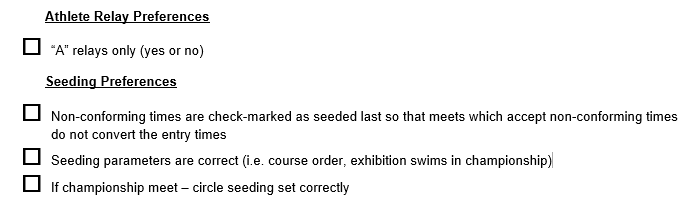 Athlete Relay Preferences
“A” relays only (yes or no)
Seeding Preferences
Non-conforming times are check-marked as seeded last so that meets which accept non-conforming times
do not convert the entry times
Seeding parameters are correct (i.e. course order, exhibition swims in championship)
If championship meet – circle seeding set correctly